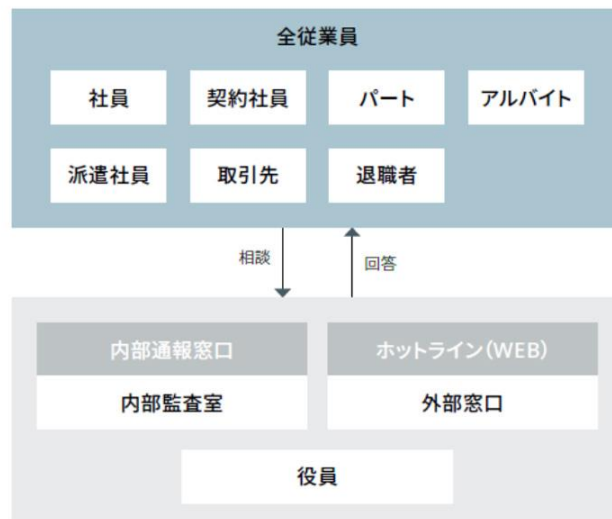 全従業員
社員
契約社員
パート
アルバイト
派遣社員
取引先
退職者
相談
回答
内部通報窓口
ホットライン(WEB)
内部監査室
外部窓口
役員